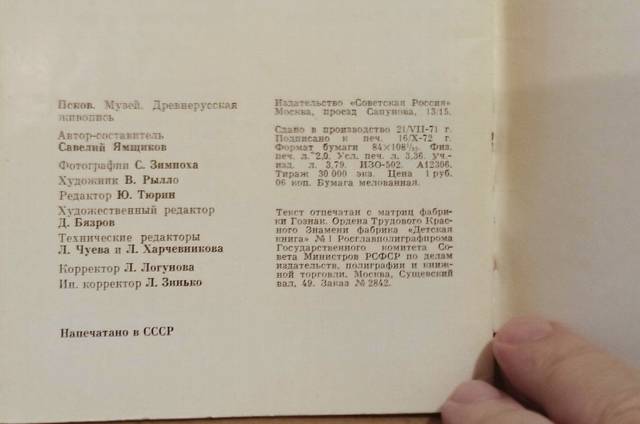 Псков. Музей. Древнерусская
живопись
Автор-составитель
Савелий Ямщиков
Фотографии С. Зимноха
Художник В. Рылло
Редактор Ю. Тюрин
Художественный редактор
Д. Бязров
Технические редакторы
Л. Чуева и Л. Харчевникова
Корректор Л. Логунова
Ин. корректор Л. Зинько
Напечатано в СССР
Издательство «Советская Россия»
Москва, проезд Сапунова, 13/15.
Сдано в производство 21/VII-71 г.
Подписано к печ. 16/X-72 г.
Формат бумаги 84×108¹/₃₂. Физ.
печ. л. 2,0. Усл. печ. л. 3,36. Уч.-
изд. л. 3,79. ИЗО-502. А12306.
Тираж 30 000 экз. Цена 1 руб.
06 коп. Бумага мелованная.
Текст отпечатан с матриц фабри-
ки Гознак. Ордена Трудового Крас-
ного Знамени фабрика «Детская
книга» № 1 Росглавполиграфпрома
Государственного комитета Со-
вета Министров РСФСР по делам
издательств, полиграфии и книж-
ной торговли. Москва, Сущевский
вал, 49. Заказ № 2842.